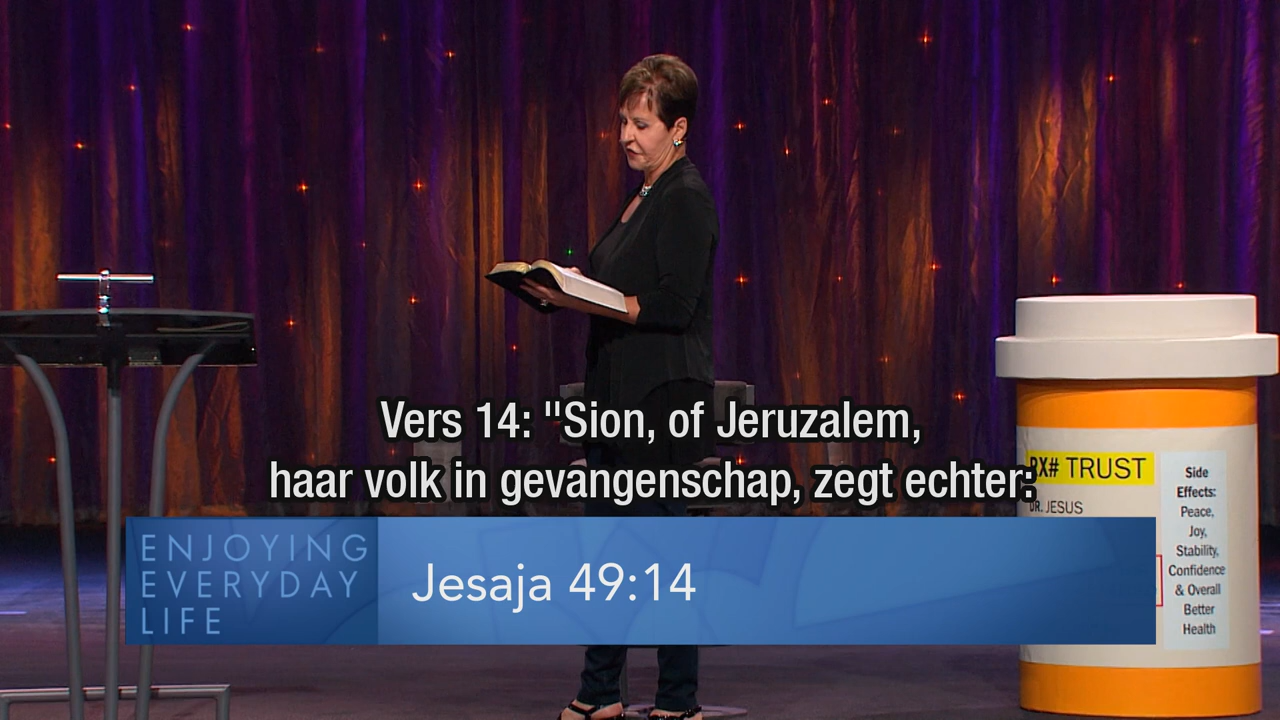 Vers 14: "Sion, of Jeruzalem,
haar volk in gevangenschap, zegt echter:
ENJOYING
EVERYDAY
LIFE
Jesaja 49:14
RX# TRUST
DR. JESUS
Side
Effects:
Peace,
Joy,
Stability,
Confidence
& Overall
Better
Health